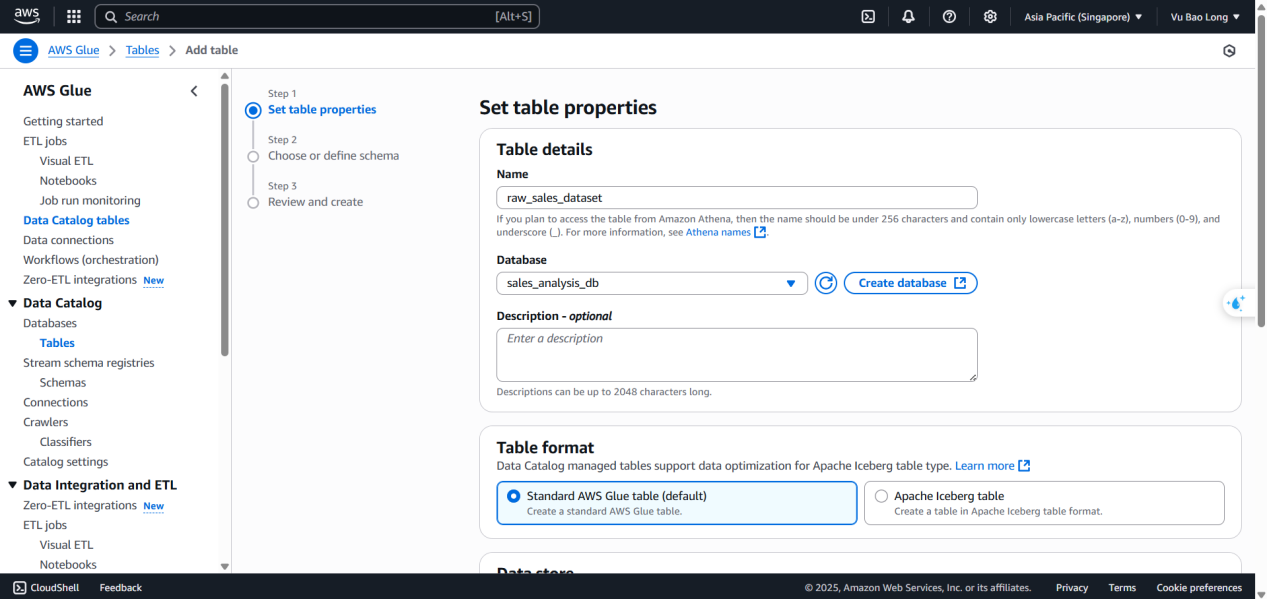 aws
Search [Alt+S]
Asia Pacific (Singapore) ▼
Vu Bao Long ▼
AWS Glue > Tables > Add table
AWS Glue
Getting started
ETL jobs
Visual ETL
Notebooks
Job run monitoring
Data Catalog tables
Data connections
Workflows (orchestration)
Zero-ETL integrations New
Data Catalog
Databases
Tables
Stream schema registries
Schemas
Connections
Crawlers
Classifiers
Catalog settings
Data Integration and ETL
Zero-ETL integrations New
ETL jobs
Visual ETL
Notebooks
Step 1
Set table properties
Step 2
Choose or define schema
Step 3
Review and create
Set table properties
Table details
Name
raw_sales_dataset
If you plan to access the table from Amazon Athena, then the name should be under 256 characters and contain only lowercase letters (a-z), numbers (0-9), and
underscore (_). For more information, see Athena names.
Database
sales_analysis_db
Create database
Description - optional
Enter a description
Descriptions can be up to 2048 characters long.
Table format
Data Catalog managed tables support data optimization for Apache Iceberg table type. Learn more
Standard AWS Glue table (default)
Create a standard AWS Glue table.
Apache Iceberg table
Create a table in Apache Iceberg table format.
Data store
CloudShell
Feedback
© 2025, Amazon Web Services, Inc. or its affiliates.
Privacy
Terms
Cookie preferences